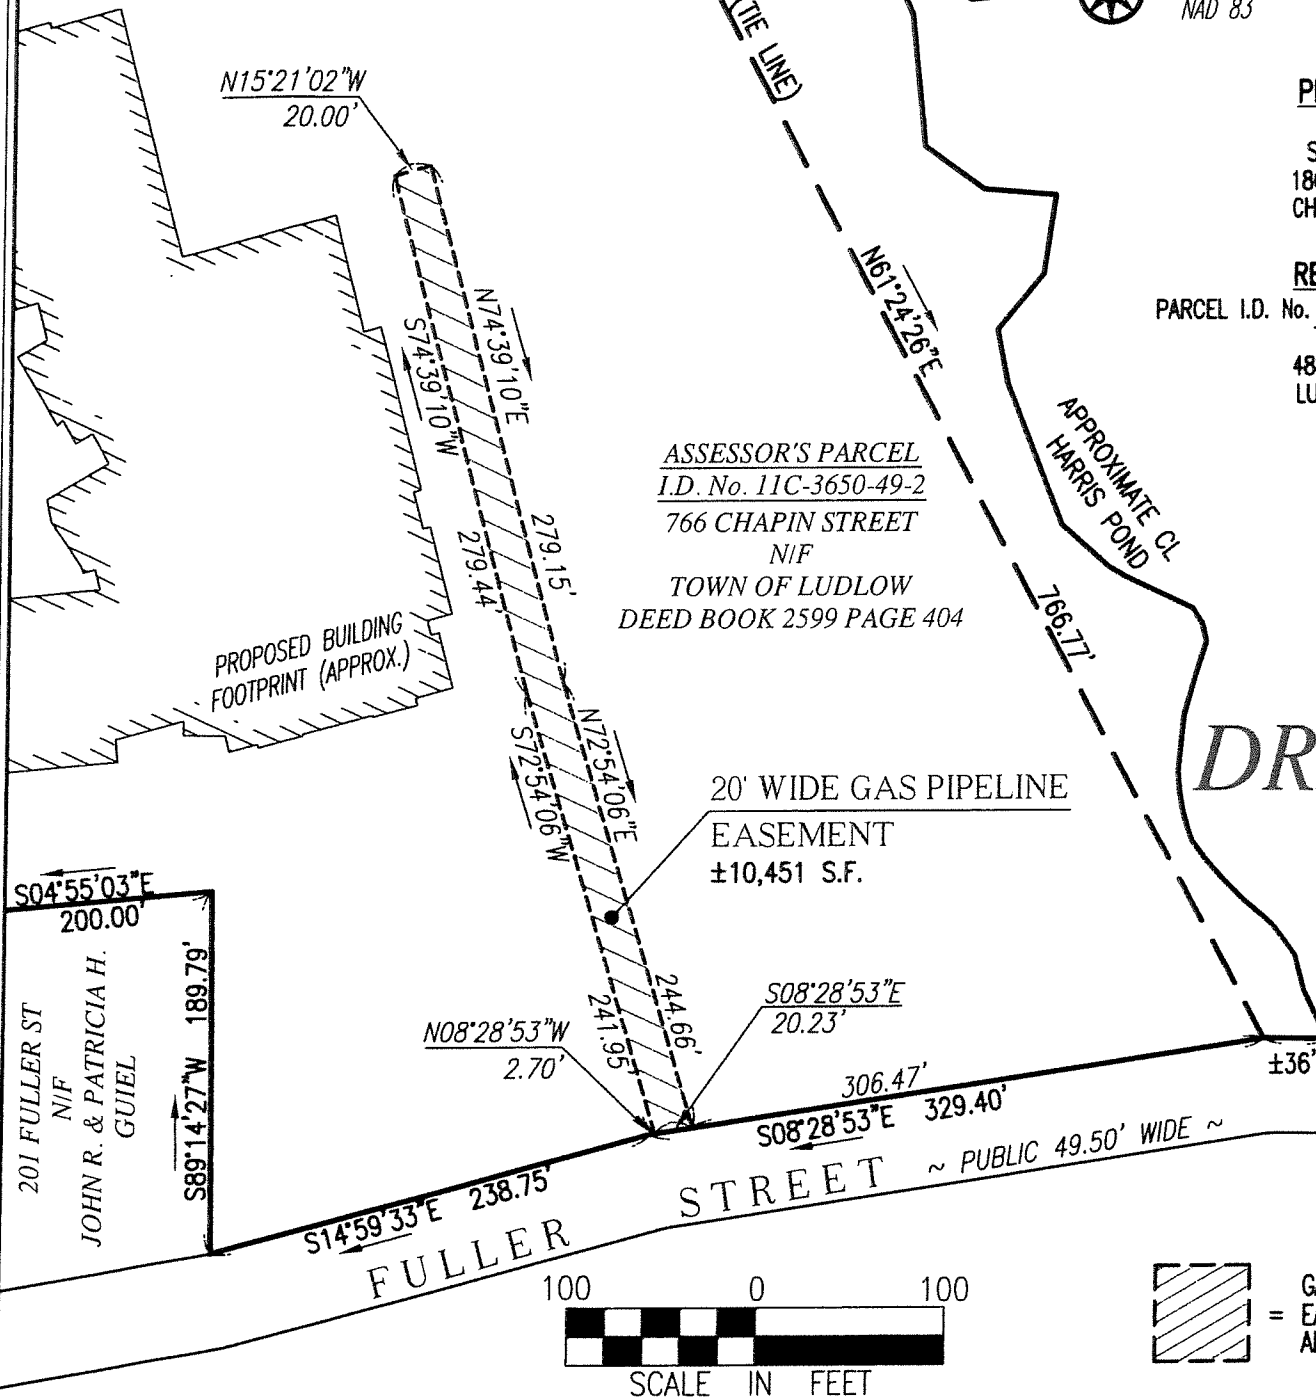 NAD 83
(TIE LINE)
N15°21'02"W
20.00'
N61°24'26"E
766.77'
PARCEL I.D. No.
N74°39'10"E
279.15'
S74°39'10"W
279.44'
ASSESSOR'S PARCEL
I.D. No. 11C-3650-49-2
766 CHAPIN STREET
N/F
TOWN OF LUDLOW
DEED BOOK 2599 PAGE 404
APPROXIMATE CL
HARRIS POND
PROPOSED BUILDING
FOOTPRINT (APPROX.)
N72°54'06"E
244.66'
S72°54'06"W
241.95'
DR
20' WIDE GAS PIPELINE
EASEMENT
±10,451 S.F.
S04°55'03"E
200.00'
201 FULLER ST
N/F
JOHN R. & PATRICIA H.
GUIEL
S89°14'27"W 189.79'
N08°28'53"W
2.70'
S08°28'53"E
20.23'
306.47'
S08°28'53"E 329.40'
±36'
S14°59'33"E 238.75'
FULLER STREET ~ PUBLIC 49.50' WIDE ~
100 0 100
SCALE IN FEET
=